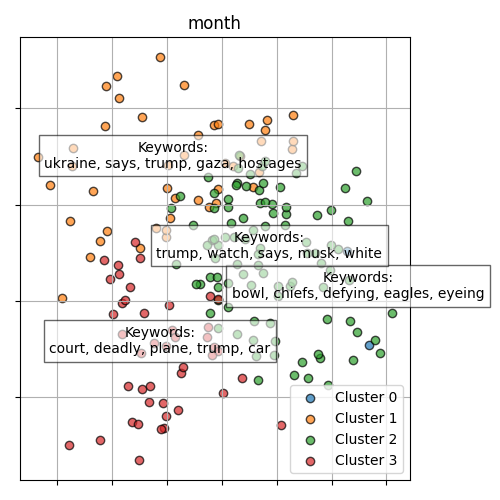 month
Keywords:
ukraine, says, trump, gaza, hostages
Keywords:
trump, watch, says, musk, white
Keywords:
bowl, chiefs, defying, eagles, eyeing
Keywords:
court, deadly, plane, trump, car
Cluster 0
Cluster 1
Cluster 2
Cluster 3